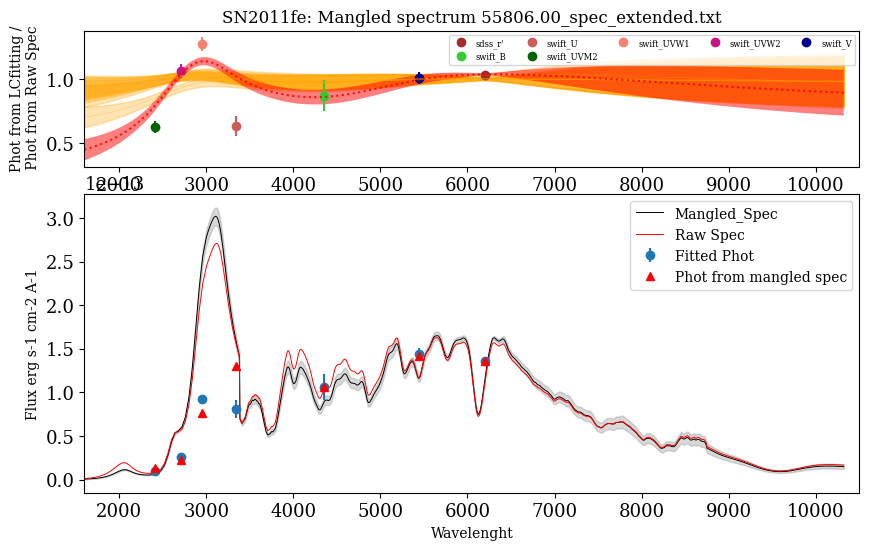 SN2011fe: Mangled spectrum 55806.00_spec_extended.txt
Phot from LCfitting /
Phot from Raw Spec
sdss_r' swift_U swift_UVW1 swift_UVW2 swift_V
swift_B swift_UVM2
1.0
0.5
2000 3000 4000 5000 6000 7000 8000 9000 10000
1e−13
Flux erg s-1 cm-2 A-1
Mangled_Spec
Raw Spec
Fitted Phot
Phot from mangled spec
3.0
2.5
2.0
1.5
1.0
0.5
0.0
2000 3000 4000 5000 6000 7000 8000 9000 10000
Wavelenght